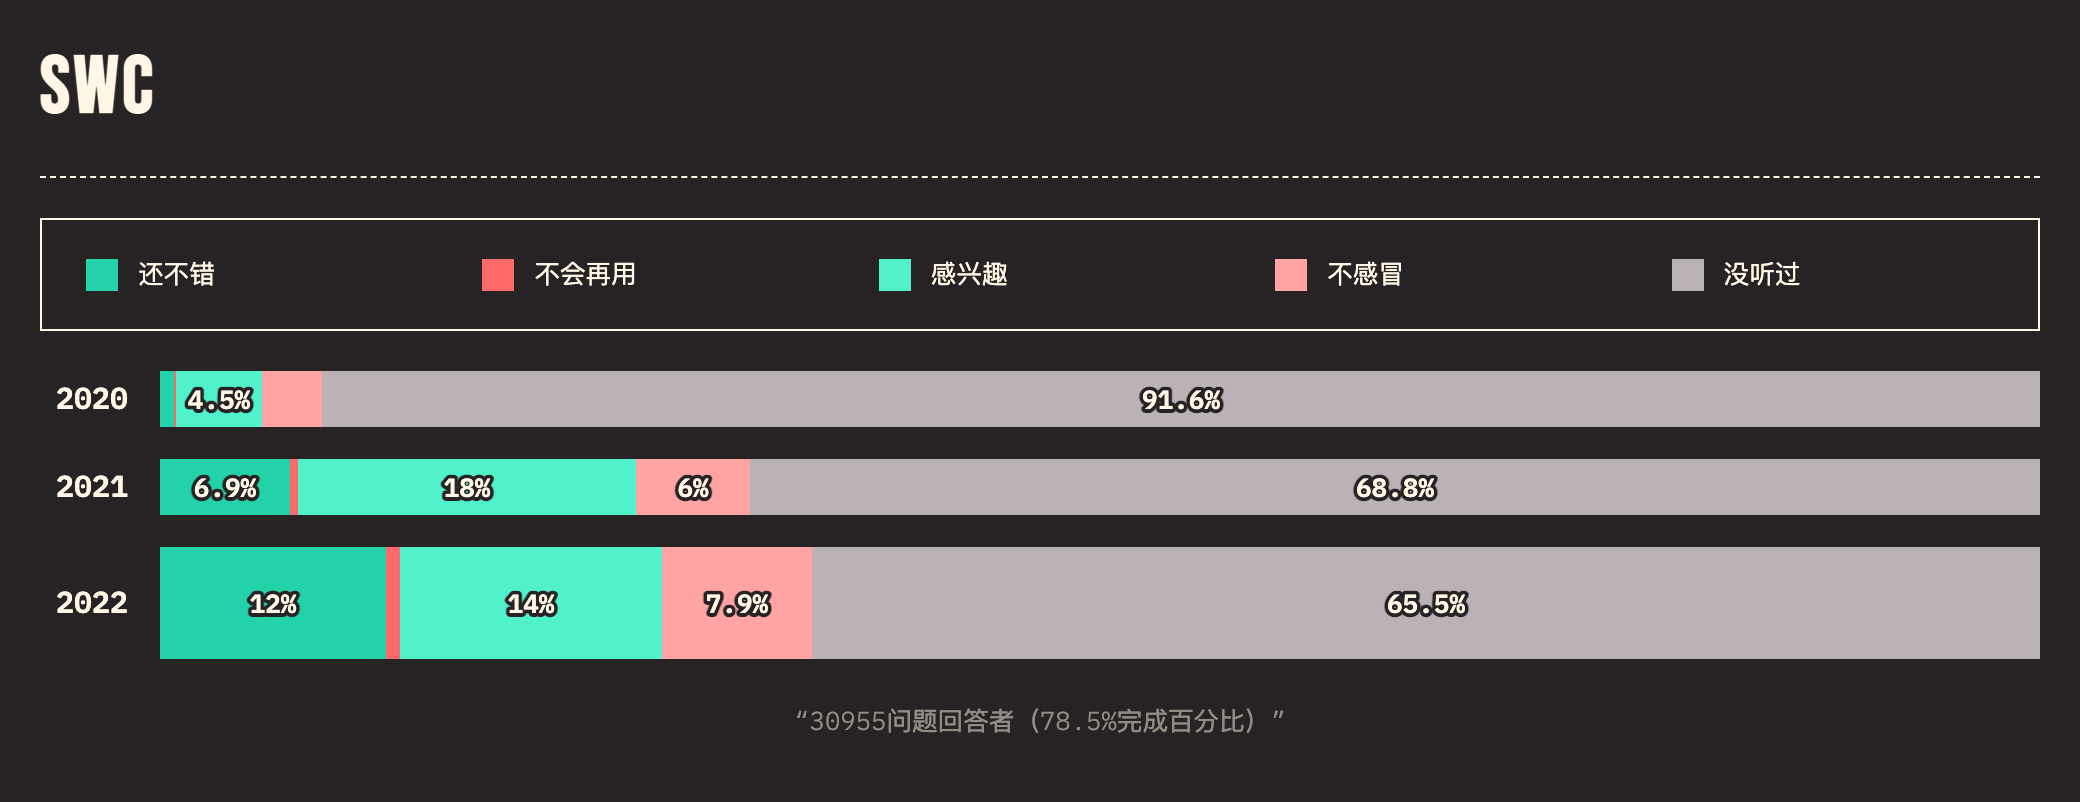 SWC
还不错 不会再用 感兴趣 不感冒 没听过
2020 4.5% 91.6%
2021 6.9% 18% 6% 68.8%
2022 12% 14% 7.9% 65.5%
“30955问题回答者（78.5%完成百分比）”